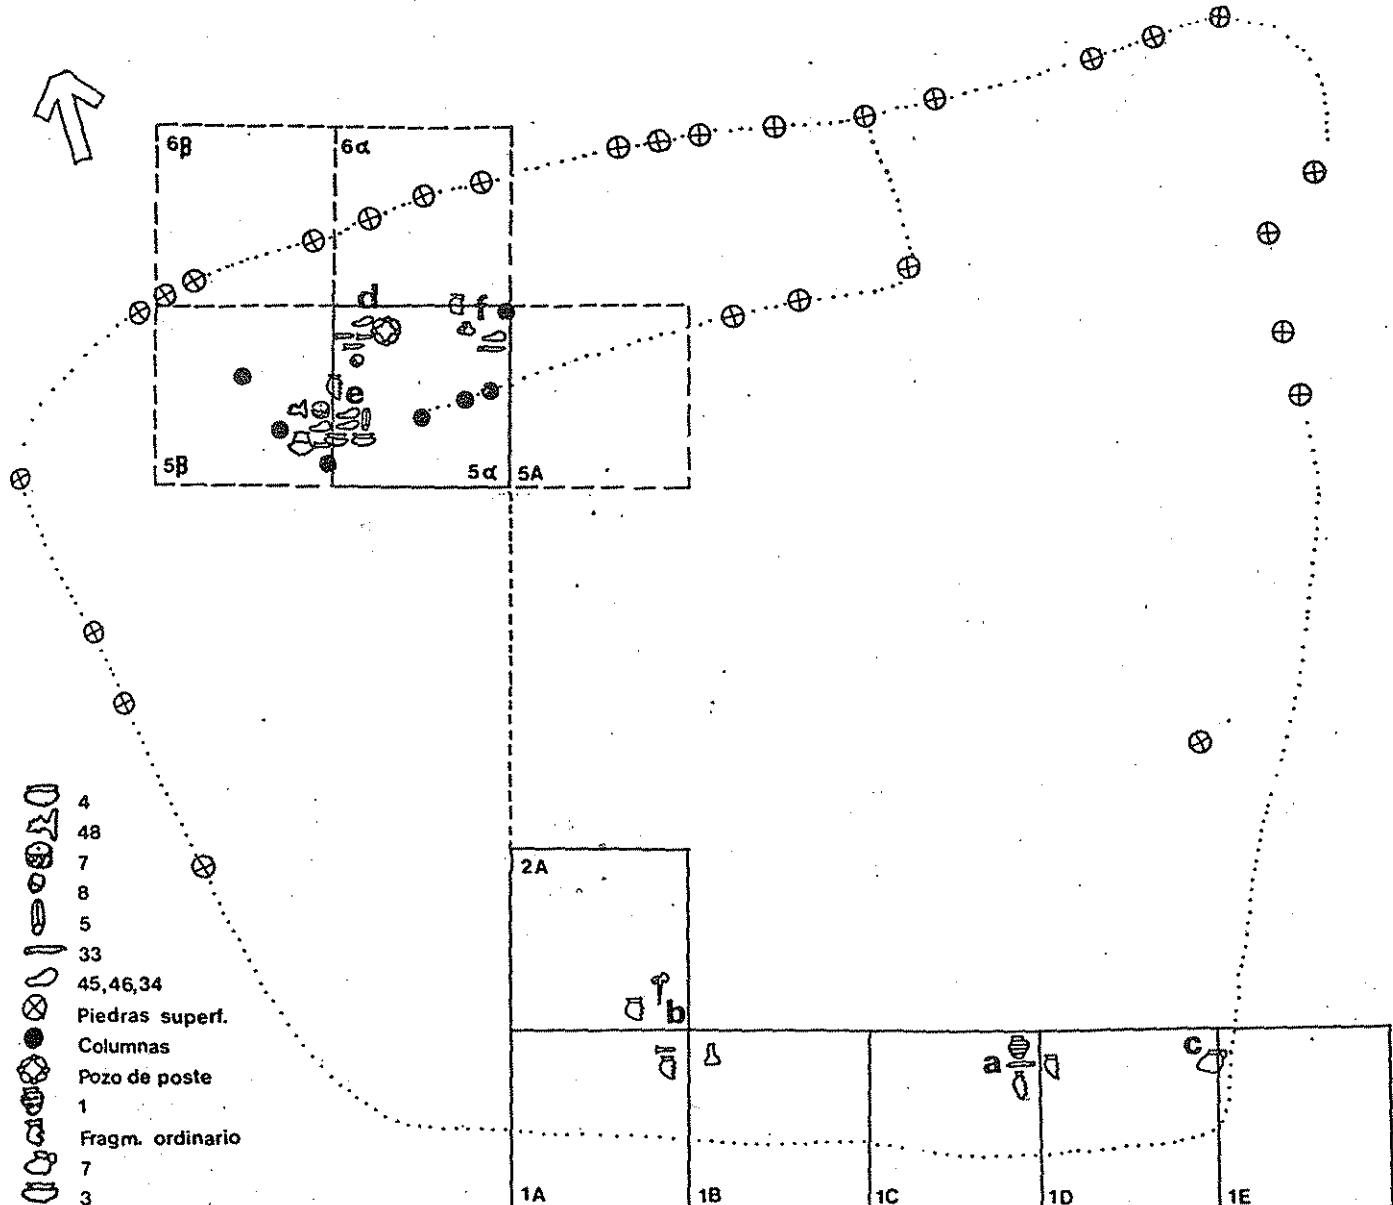 6β 6α
d f
e
5β 5α 5A
4
48
7
8
5
33
45,46,34
Piedras superf.
Columnas
Pozo de poste
1
Fragm. ordinario
7
3
2A
b
a c
1A 1B 1C 1D 1E